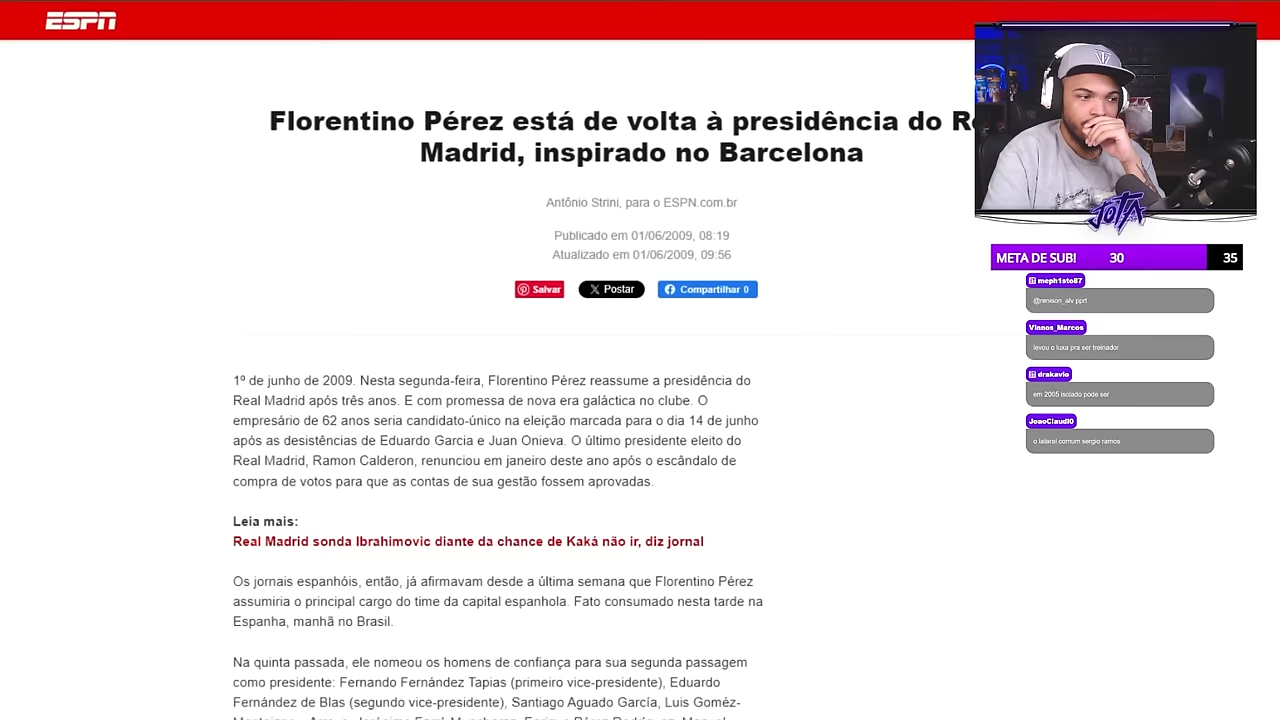 ESPN
Florentino Pérez está de volta à presidência do
Madrid, inspirado no Barcelona
Antônio Strini, para o ESPN.com.br
Publicado em 01/06/2009, 08:19
Atualizado em 01/06/2009, 09:56
Salvar
Postar
Compartilhar 0
1º de junho de 2009. Nesta segunda-feira, Florentino Pérez reassume a presidência do
Real Madrid após três anos. E com promessa de nova era galáctica no clube. O
empresário de 62 anos seria candidato-único na eleição marcada para o dia 14 de junho
após as desistências de Eduardo Garcia e Juan Onieva. O último presidente eleito do
Real Madrid, Ramon Calderon, renunciou em janeiro deste ano após o escândalo de
compra de votos para que as contas de sua gestão fossem aprovadas.
Leia mais:
Real Madrid sonda Ibrahimovic diante da chance de Kaká não ir, diz jornal
Os jornais espanhóis, então, já afirmavam desde a última semana que Florentino Pérez
assumiria o principal cargo do time da capital espanhola. Fato consumado nesta tarde na
Espanha, manhã no Brasil.
Na quinta passada, ele nomeou os homens de confiança para sua segunda passagem
como presidente: Fernando Fernández Tapias (primeiro vice-presidente), Eduardo
Fernández de Blas (segundo vice-presidente), Santiago Aguado García, Luis Goméz-
JOTA
META DE SUB! 30 35
meph1sto87
@renison_alv pprt
Vinnos_Marcos
levou o luxa pra ser treinador
drakavio
em 2005 isolado pode ser
JoaoClaudi0
o lalaral comum sergio ramos